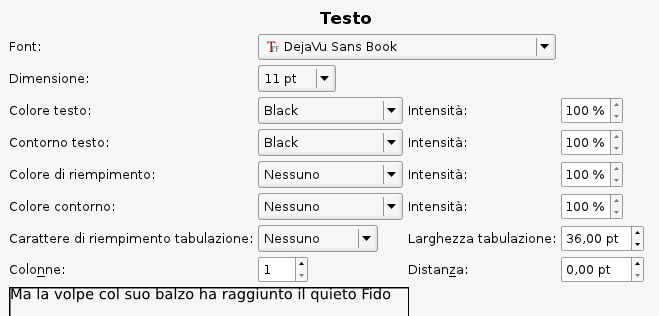 Testo
Font: DejaVu Sans Book
Dimensione: 11 pt
Colore testo: Black Intensità: 100 %
Contorno testo: Black Intensità: 100 %
Colore di riempimento: Nessuno Intensità: 100 %
Colore contorno: Nessuno Intensità: 100 %
Carattere di riempimento tabulazione: Nessuno Larghezza tabulazione: 36,00 pt
Colonne: 1 Distanza: 0,00 pt
Ma la volpe col suo balzo ha raggiunto il quieto Fido